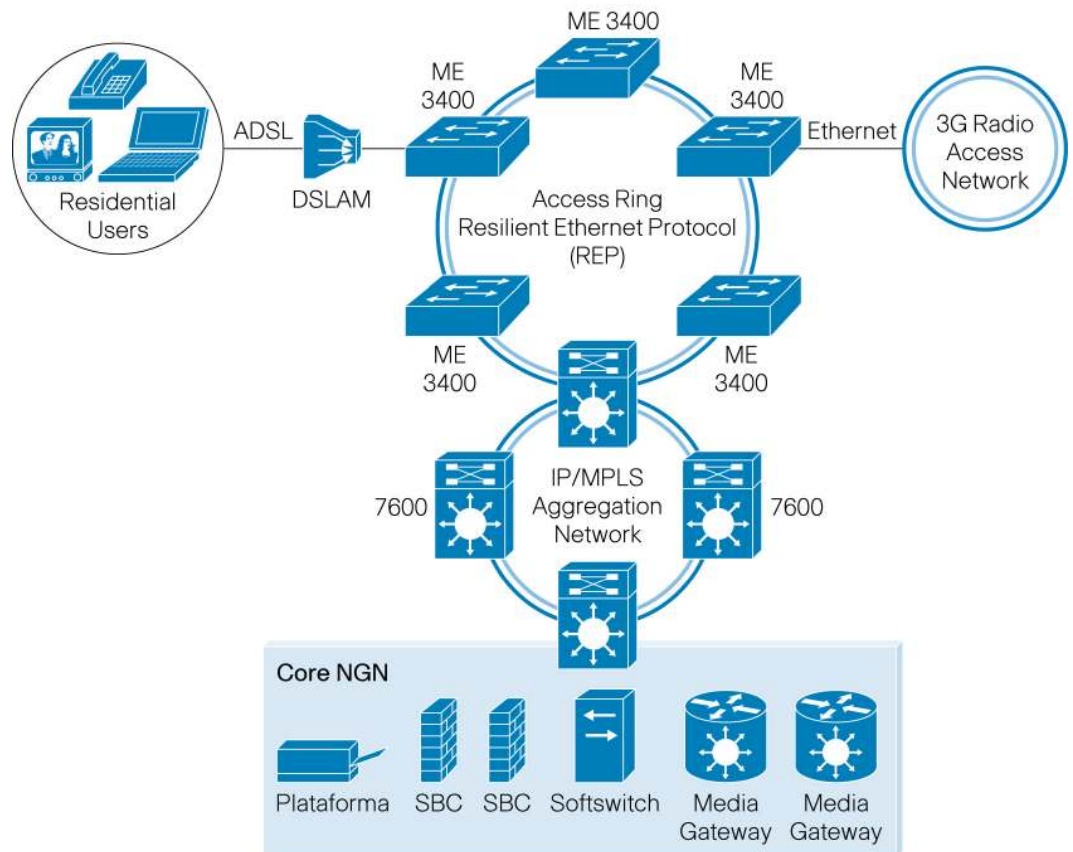 ME 3400
ME
3400
ME
3400
ADSL
Ethernet
3G Radio
Access
Network
DSLAM
Residential
Users
Access Ring
Resilient Ethernet Protocol
(REP)
ME
3400
ME
3400
IP/MPLS
Aggregation
Network
7600
7600
Core NGN
Plataforma
SBC
SBC
Softswitch
Media
Gateway
Media
Gateway